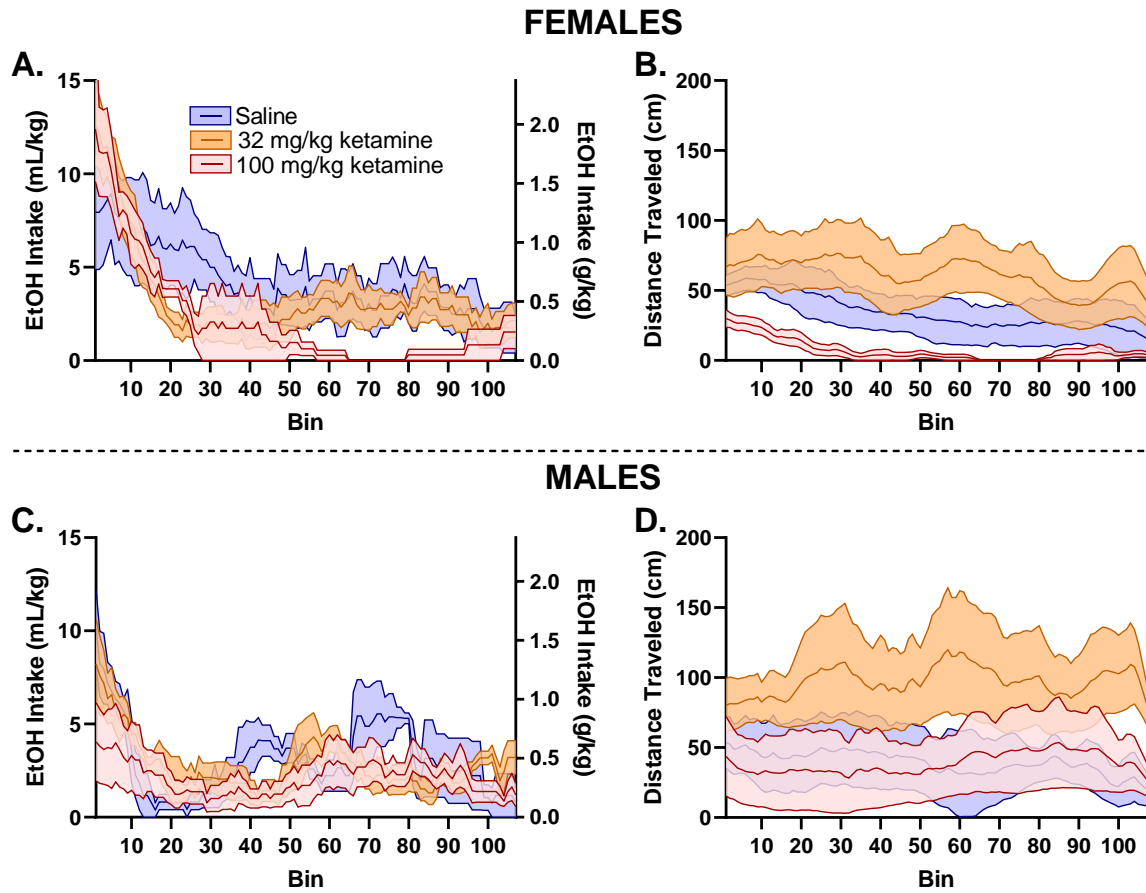 FEMALES
A.
B.
15
10
5
0
EtOH Intake (mL/kg)
2.0
1.5
1.0
0.5
0.0
EtOH Intake (g/kg)
Saline
32 mg/kg ketamine
100 mg/kg ketamine
10 20 30 40 50 60 70 80 90 100
Bin
200
150
100
50
0
Distance Traveled (cm)
10 20 30 40 50 60 70 80 90 100
Bin
MALES
C.
D.
15
10
5
0
EtOH Intake (mL/kg)
2.0
1.5
1.0
0.5
0.0
EtOH Intake (g/kg)
10 20 30 40 50 60 70 80 90 100
Bin
200
150
100
50
0
Distance Traveled (cm)
10 20 30 40 50 60 70 80 90 100
Bin